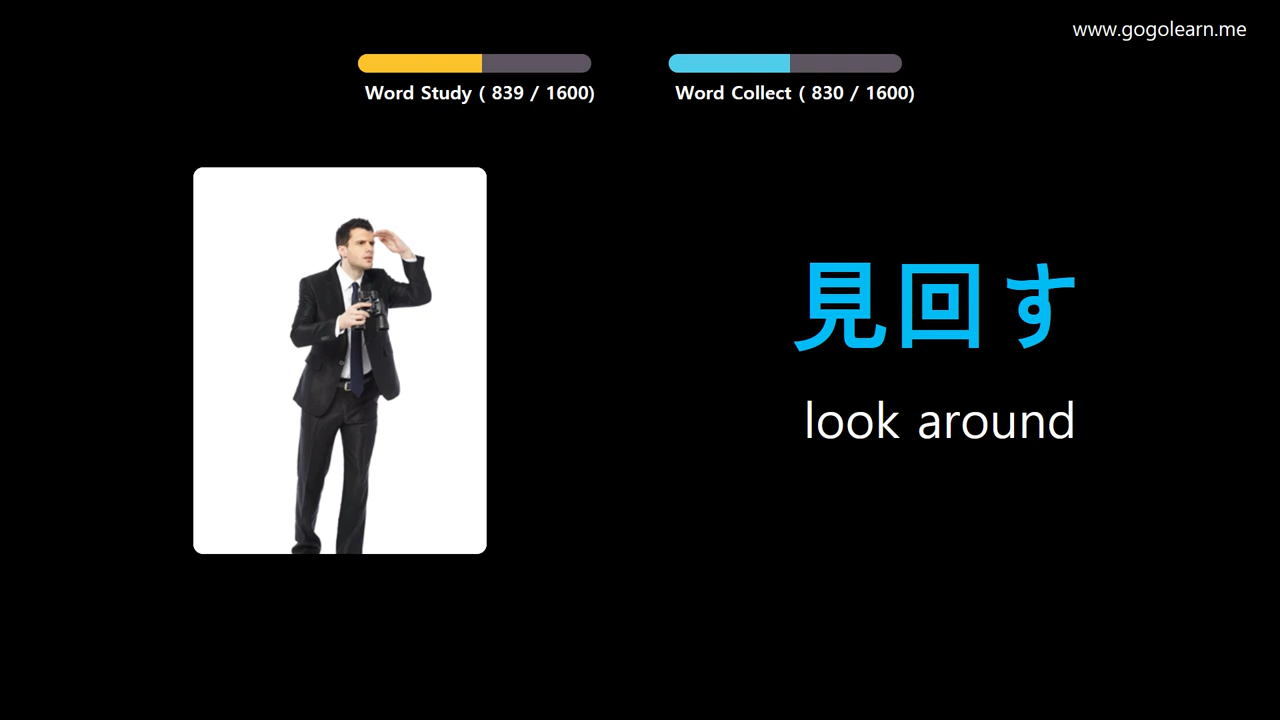 www.gogolearn.me
Word Study ( 839 / 1600)
Word Collect ( 830 / 1600)
見回す
look around